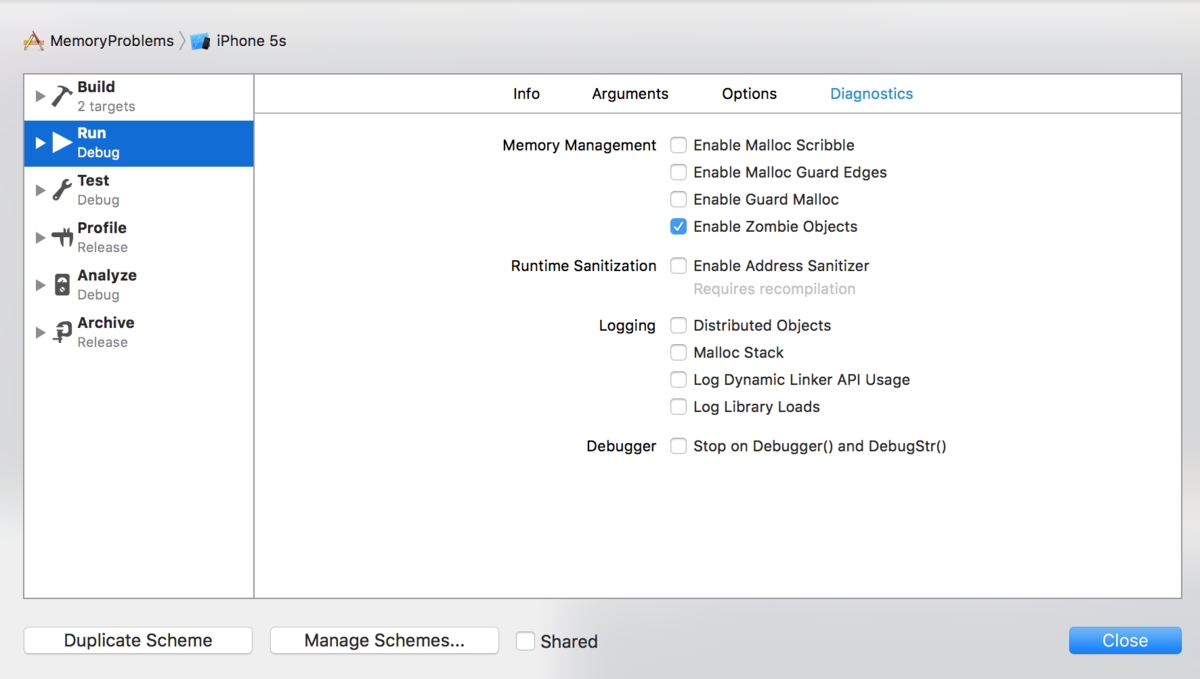 MemoryProblems iPhone 5s
Build
2 targets
Run
Debug
Test
Debug
Profile
Release
Analyze
Debug
Archive
Release
Info Arguments Options Diagnostics
Memory Management Enable Malloc Scribble
Enable Malloc Guard Edges
Enable Guard Malloc
Enable Zombie Objects
Runtime Sanitization Enable Address Sanitizer
Requires recompilation
Logging Distributed Objects
Malloc Stack
Log Dynamic Linker API Usage
Log Library Loads
Debugger Stop on Debugger() and DebugStr()
Duplicate Scheme Manage Schemes... Shared Close